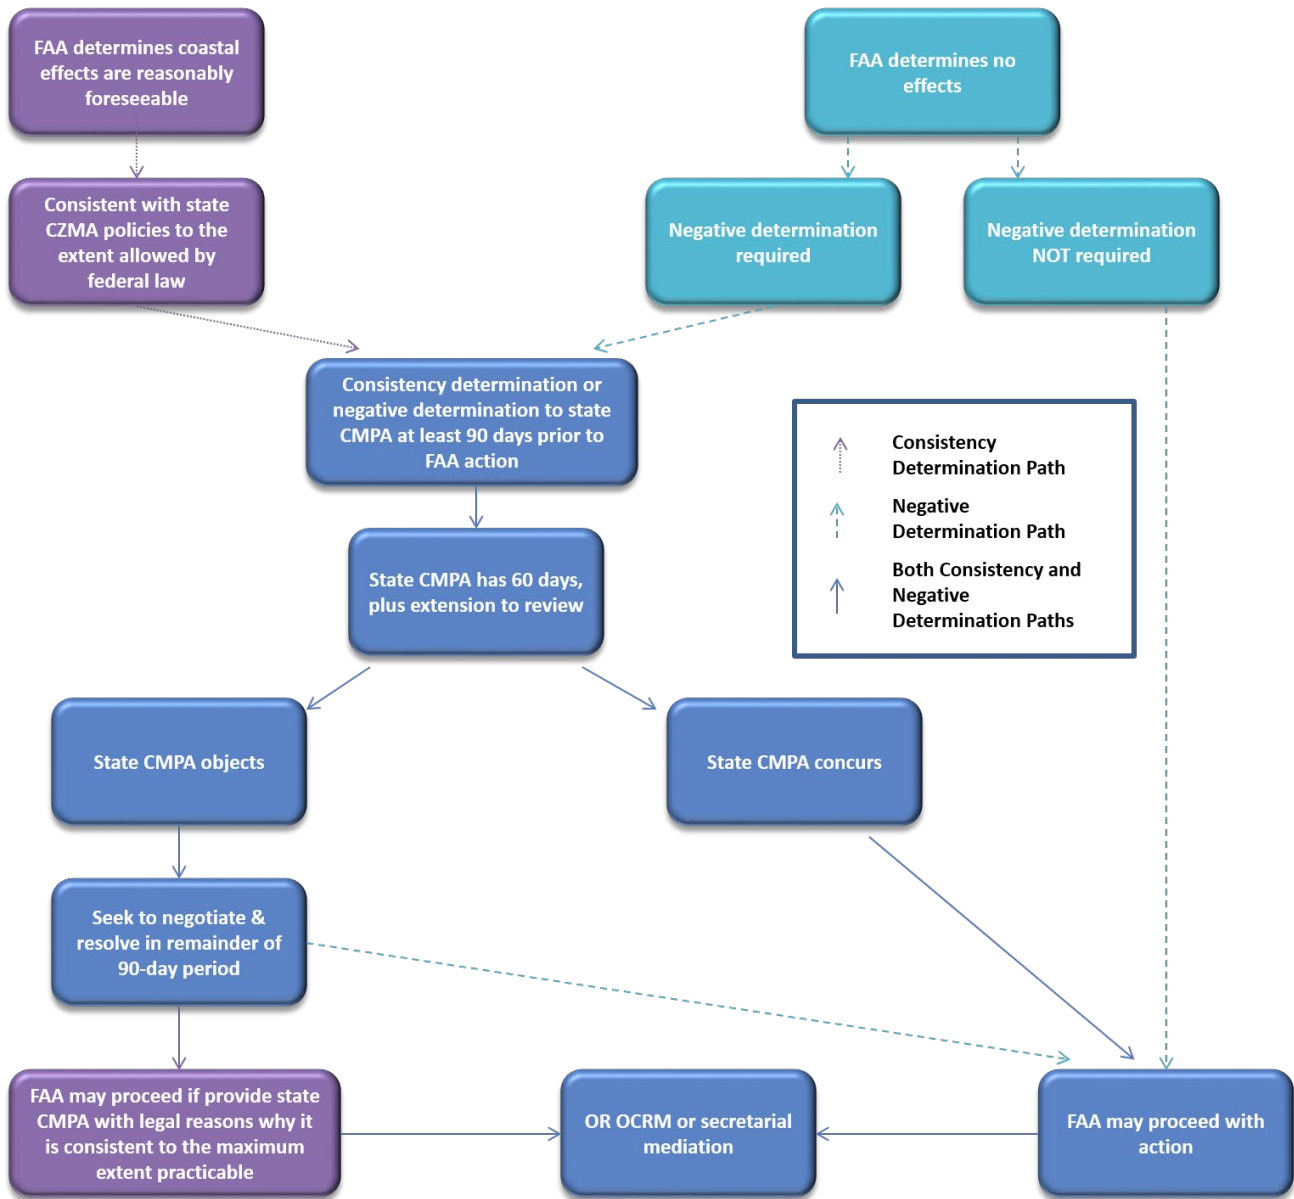 FAA determines coastal
effects are reasonably
foreseeable
FAA determines no
effects
Consistent with state
CZMA policies to the
extent allowed by
federal law
Negative determination
required
Negative determination
NOT required
Consistency determination or
negative determination to state
CMPA at least 90 days prior to
FAA action
Consistency
Determination Path
Negative
Determination Path
Both Consistency and
Negative
Determination Paths
State CMPA has 60 days,
plus extension to review
State CMPA objects
State CMPA concurs
Seek to negotiate &
resolve in remainder of
90-day period
FAA may proceed if provide state
CMPA with legal reasons why it
is consistent to the maximum
extent practicable
OR OCRM or secretarial
mediation
FAA may proceed with
action